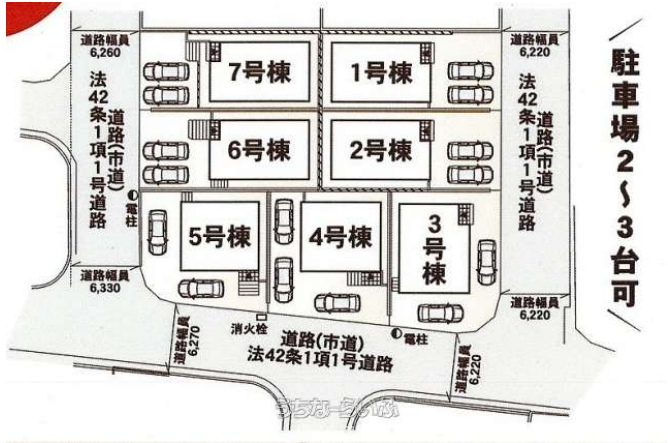 道路幅員
6,260
道路幅員
6,220
7号棟
1号棟
6号棟
2号棟
5号棟
4号棟
3号棟
道路(市道)
法42条1項1号道路
道路(市道)
法42条1項1号道路
駐車場2~3台可
電柱
道路幅員
6,330
道路幅員
6,220
道路幅員
6,270
消火栓
道路(市道)
法42条1項1号道路
電柱
道路幅員
6,220
うちなーらいふ